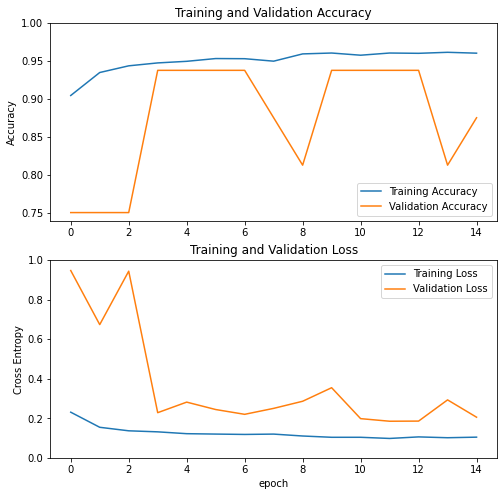 Training and Validation Accuracy
1.00
0.95
0.90
0.85
0.80
0.75
Accuracy
Training Accuracy
Validation Accuracy
0 2 4 6 8 10 12 14
Training and Validation Loss
1.0
0.8
0.6
0.4
0.2
0.0
Cross Entropy
Training Loss
Validation Loss
0 2 4 6 8 10 12 14
epoch